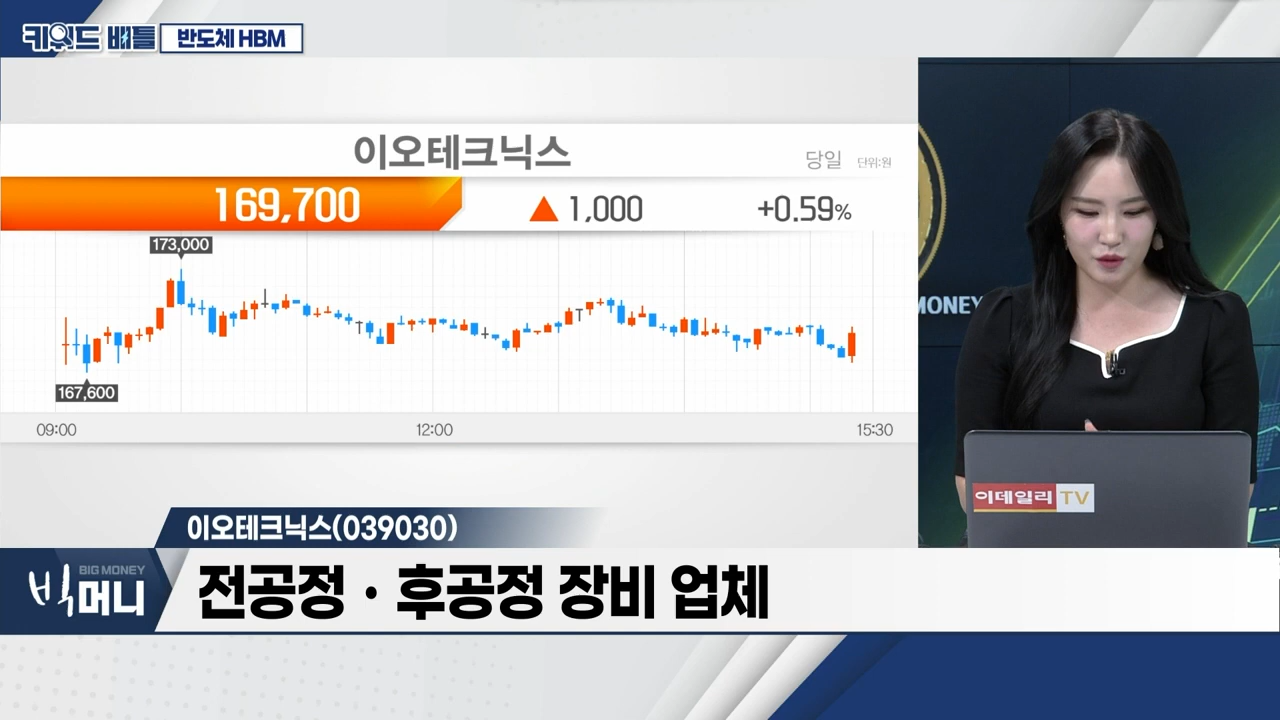 키워드 배틀 반도체 HBM
이오테크닉스
당일 단위:원
169,700 ▲ 1,000 +0.59%
173,000
167,600
09:00 12:00 15:30
MONEY
이데일리 TV
이오테크닉스(039030)
BIG MONEY
빅머니
전공정 · 후공정 장비 업체